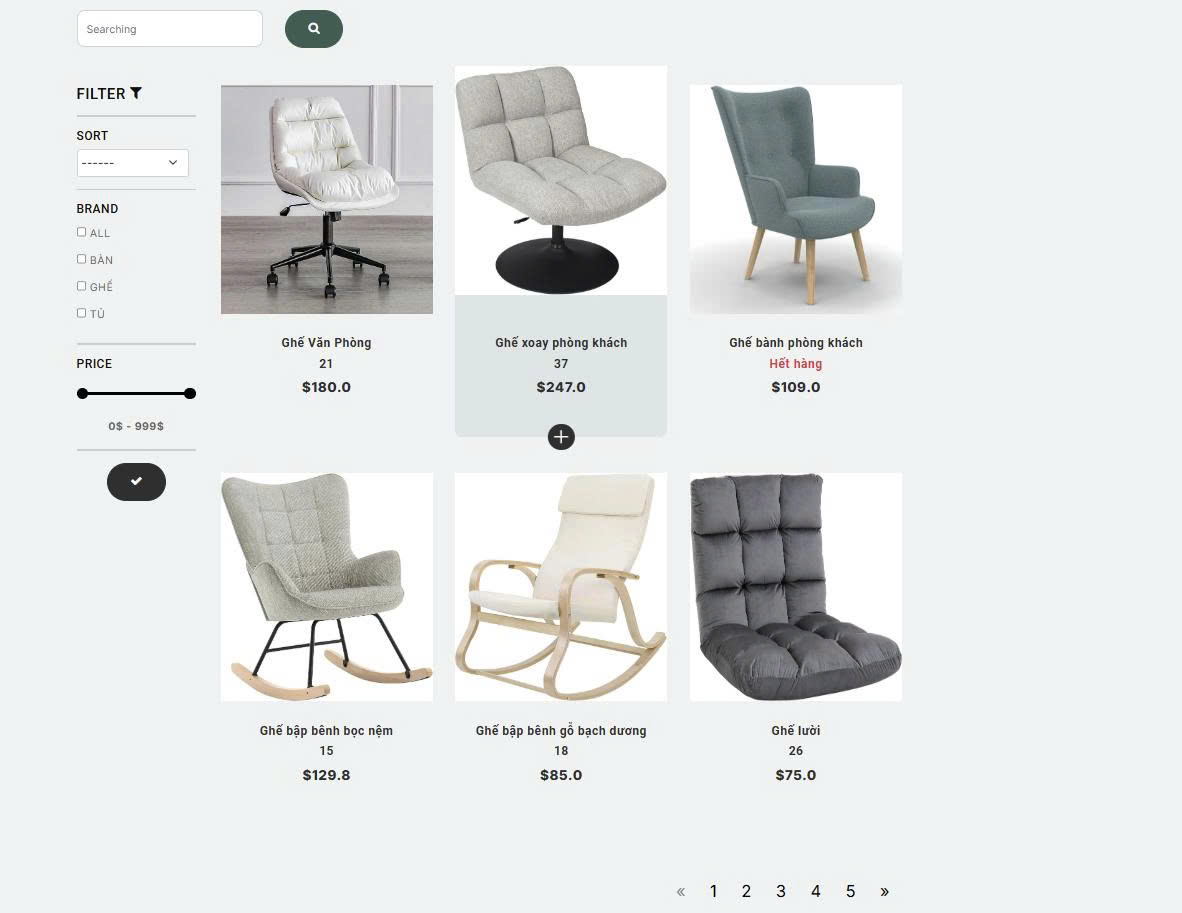 Searching
FILTER
SORT
------
BRAND
ALL
BÀN
GHẾ
TỦ
PRICE
0$ - 999$
Ghế Văn Phòng
21
$180.0
Ghế xoay phòng khách
37
$247.0
Ghế bành phòng khách
Hết hàng
$109.0
Ghế bập bênh bọc nệm
15
$129.8
Ghế bập bênh gỗ bạch dương
18
$85.0
Ghế lười
26
$75.0
« 1 2 3 4 5 »